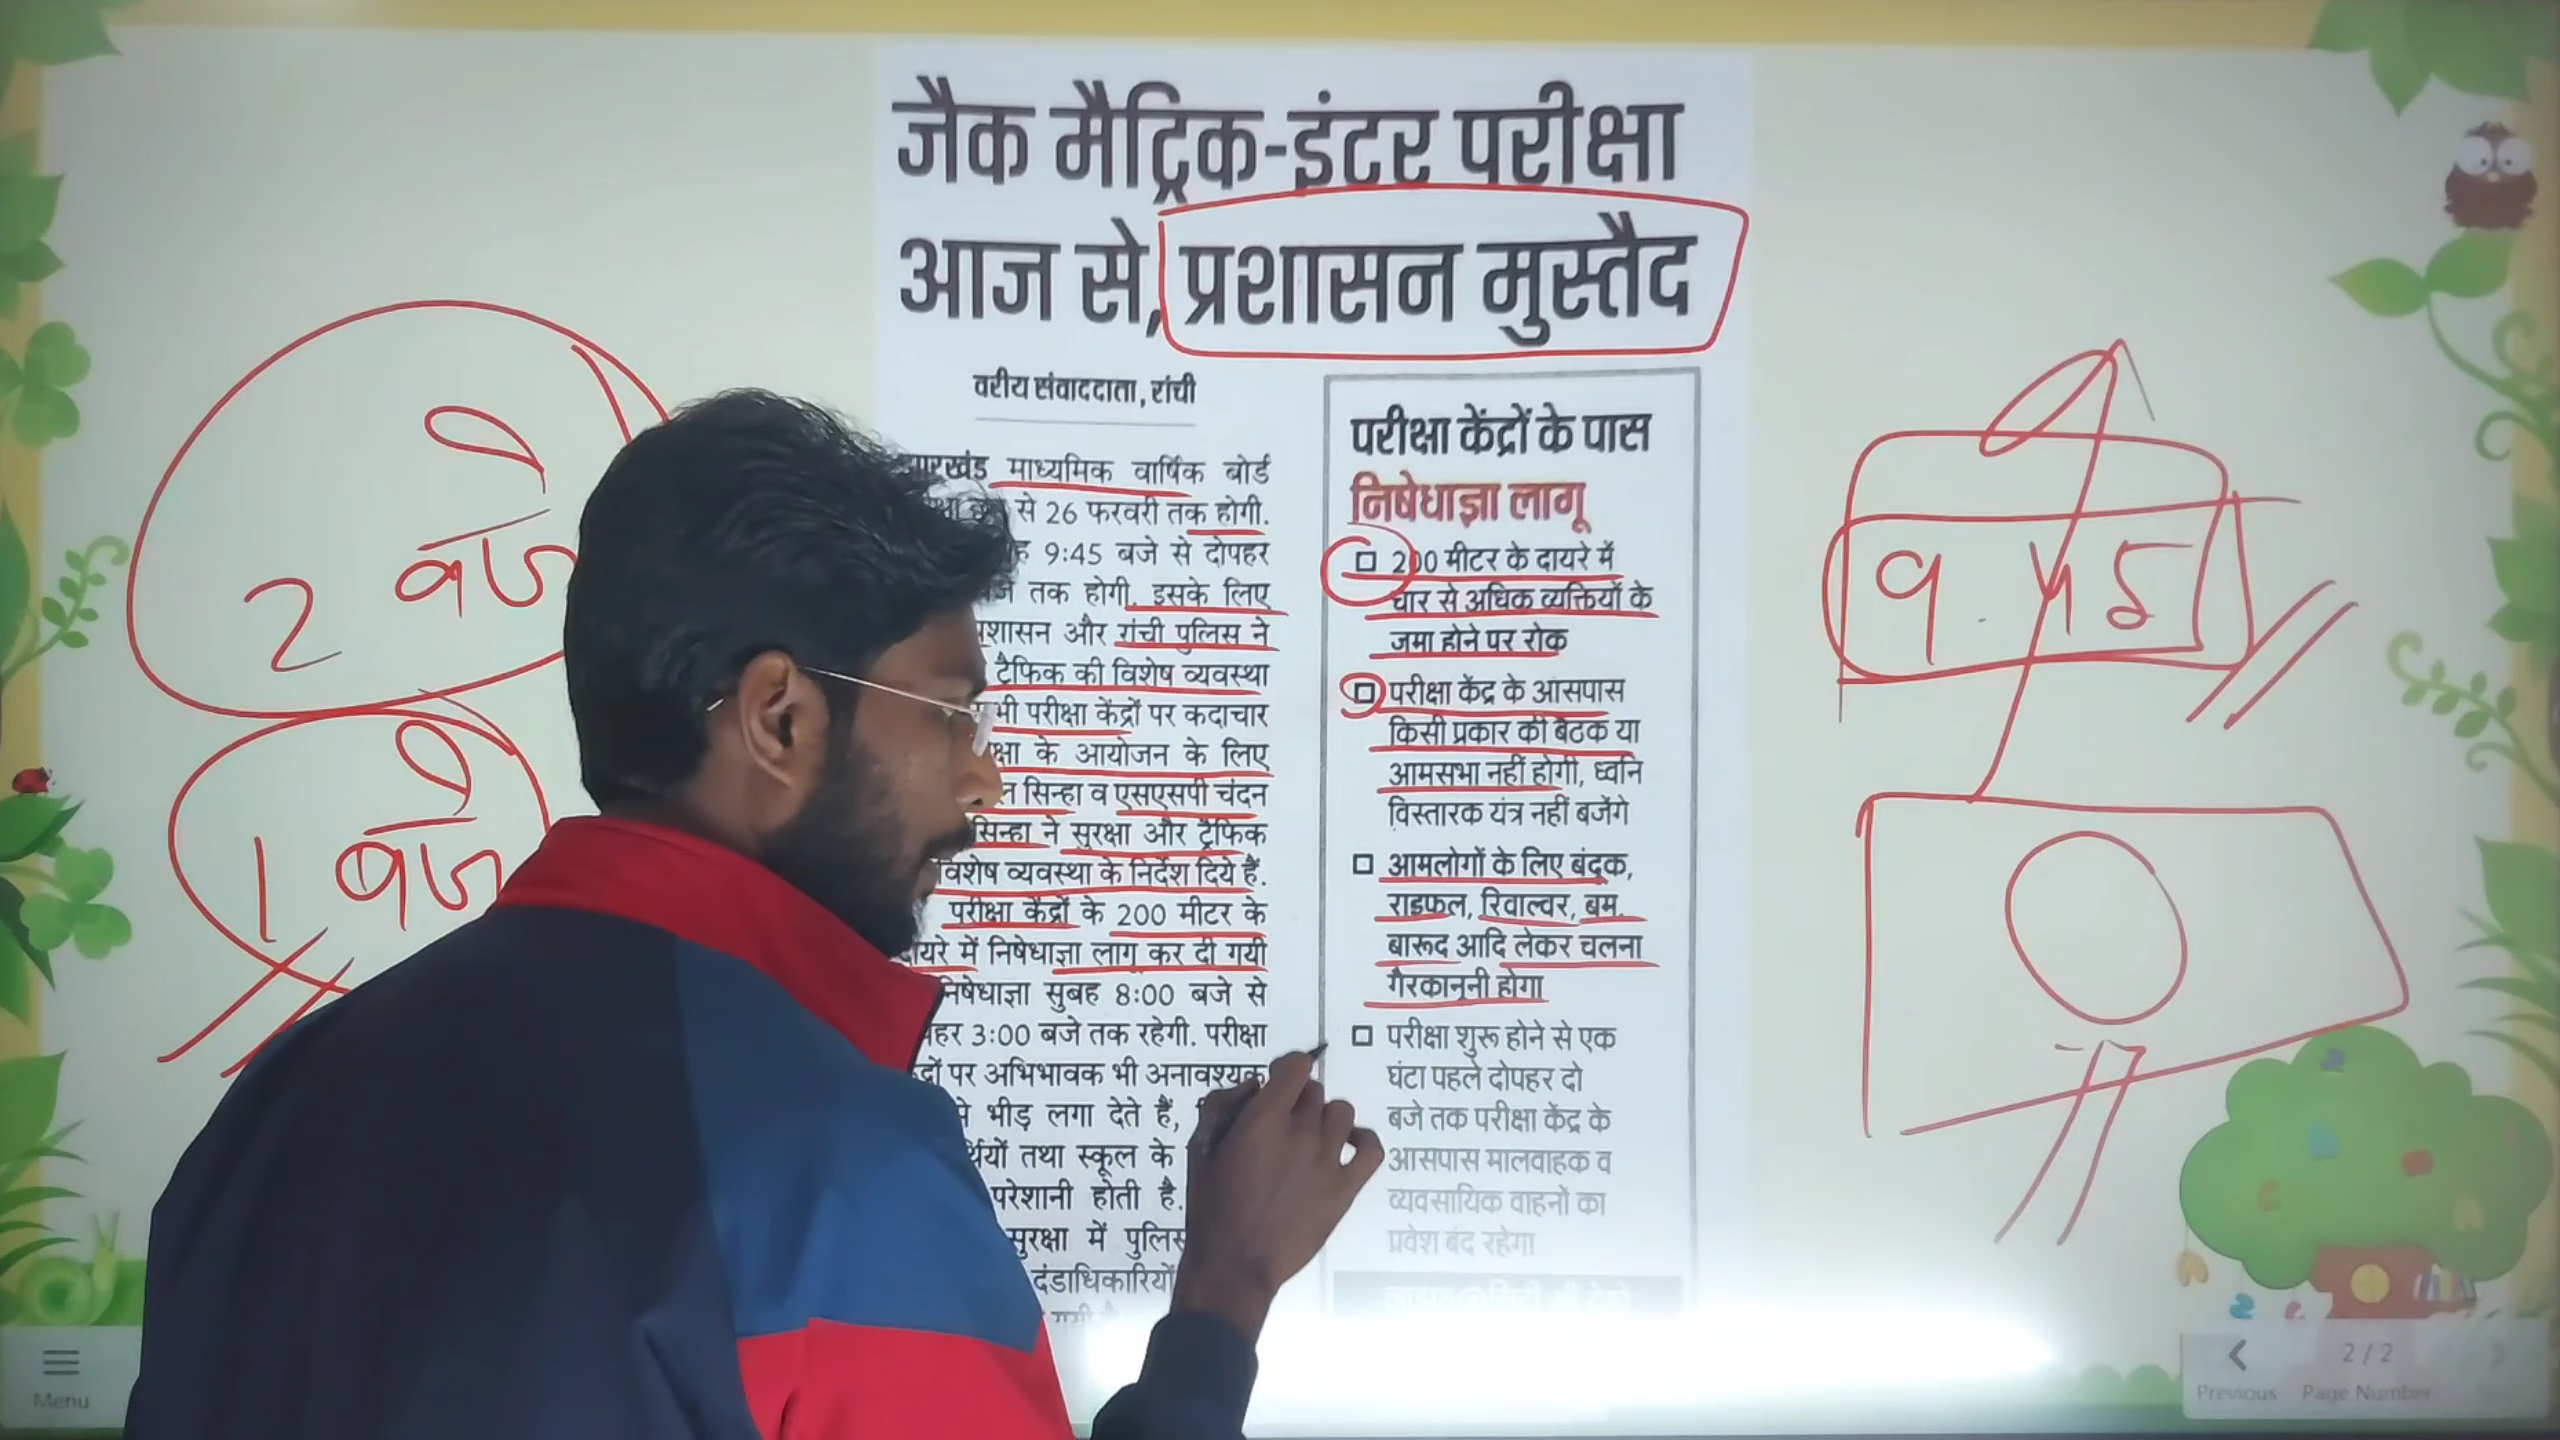 जैक मैट्रिक-इंटर परीक्षा
आज से, प्रशासन मुस्तैद
वरीय संवाददाता, रांची
माध्यमिक वार्षिक बोर्ड
से 26 फरवरी तक होगी.
9:45 बजे से दोपहर
तक होगी. इसके लिए
और रांची पुलिस ने
ट्रैफिक की विशेष व्यवस्था
परीक्षा केंद्रों पर कदाचार
के आयोजन के लिए
सिन्हा व एसएसपी चंदन
सिन्हा ने सुरक्षा और ट्रैफिक
विशेष व्यवस्था के निर्देश दिये हैं.
परीक्षा केंद्रों के 200 मीटर के
में निषेधाज्ञा लागू कर दी गयी
सुबह 8:00 बजे से
3:00 बजे तक रहेगी. परीक्षा
पर अभिभावक भी अनावश्यक
भीड़ लगा देते हैं,
तथा स्कूल के
परेशानी होती है.
सुरक्षा में पुलिस
दंडाधिकारियों
परीक्षा केंद्रों के पास
निषेधाज्ञा लागू
200 मीटर के दायरे में
चार से अधिक व्यक्तियों के
जमा होने पर रोक
परीक्षा केंद्र के आसपास
किसी प्रकार की बैठक या
आमसभा नहीं होगी, ध्वनि
विस्तारक यंत्र नहीं बजेंगे
आमलोगों के लिए बंदूक,
राइफल, रिवाल्वर, बम,
बारूद आदि लेकर चलना
गैरकानूनी होगा
परीक्षा शुरू होने से एक
घंटा पहले दोपहर दो
बजे तक परीक्षा केंद्र के
आसपास मालवाहक व
व्यवसायिक वाहनों का
प्रवेश बंद रहेगा
2 बजे
1 बजे
9.45
Menu
2/2
Previous Page Number